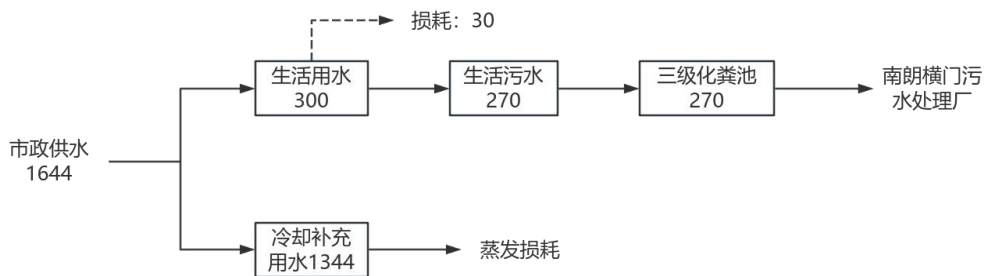 损耗：30
生活用水
300
生活污水
270
三级化粪池
270
南朗横门污
水处理厂
市政供水
1644
冷却补充
用水1344
蒸发损耗